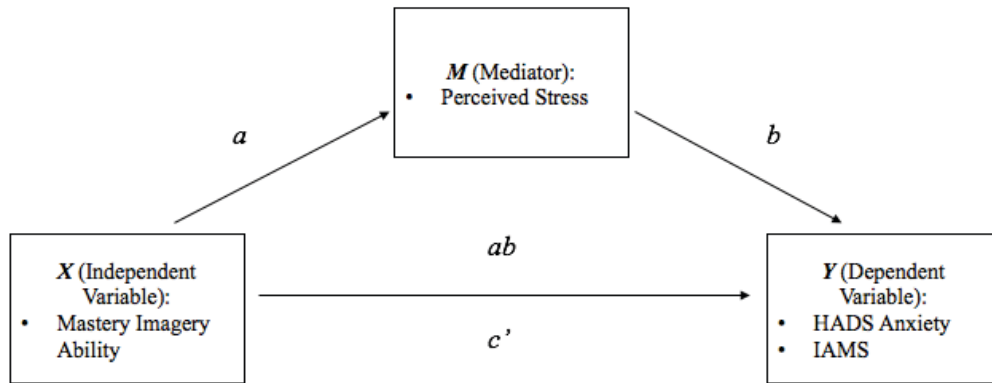 M (Mediator):
• Perceived Stress
a
b
ab
X (Independent
Variable):
• Mastery Imagery
Ability
c’
Y (Dependent
Variable):
• HADS Anxiety
• IAMS